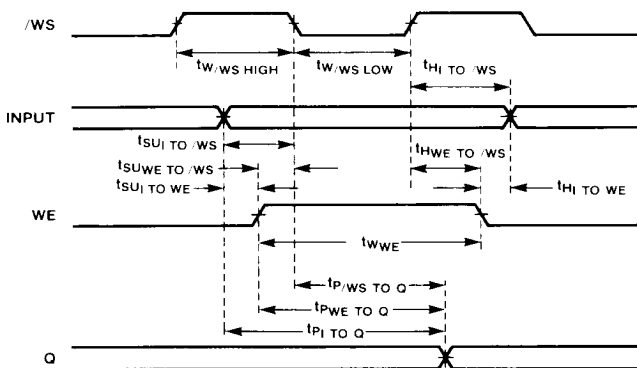 /WS
tW/WS HIGH tW/WS LOW tHI TO /WS
INPUT
tSUI TO /WS
tSUWE TO /WS tHWE TO /WS
tSUI TO WE tHI TO WE
WE
tWWE
tP/WS TO Q
tPWE TO Q
tPI TO Q
Q